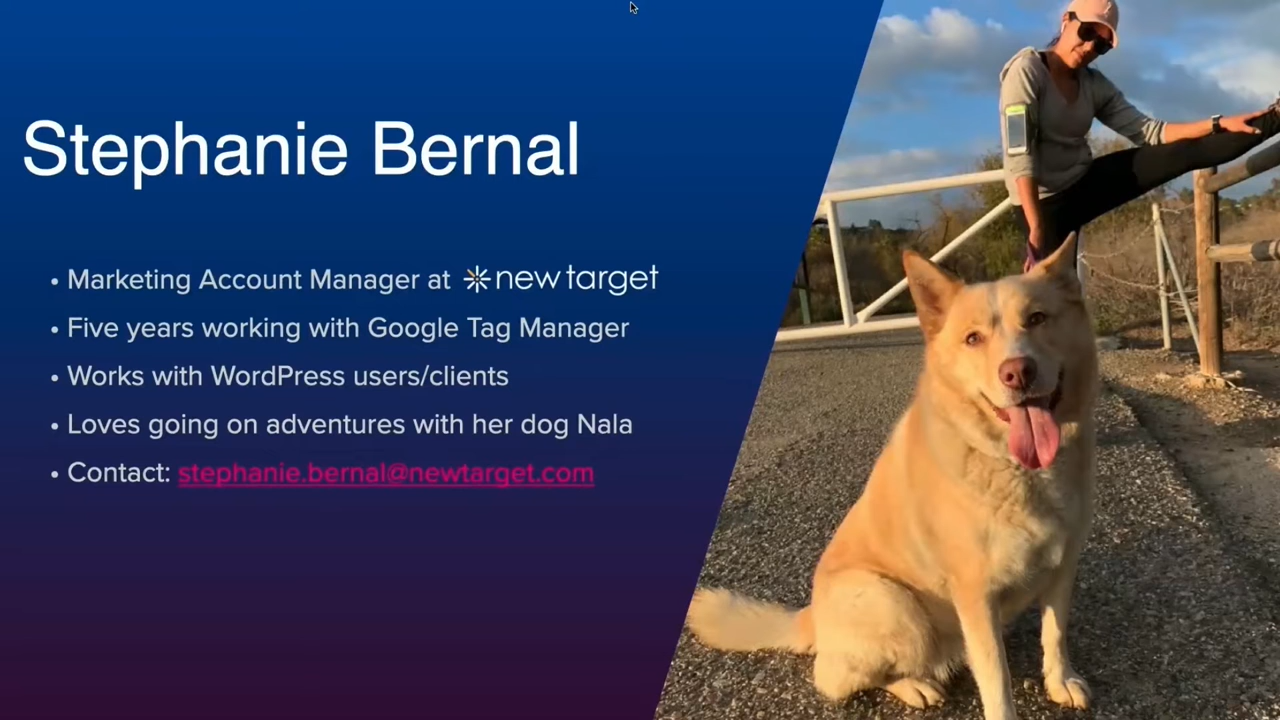 Stephanie Bernal
• Marketing Account Manager at new target
• Five years working with Google Tag Manager
• Works with WordPress users/clients
• Loves going on adventures with her dog Nala
• Contact: stephanie.bernal@newtarget.com